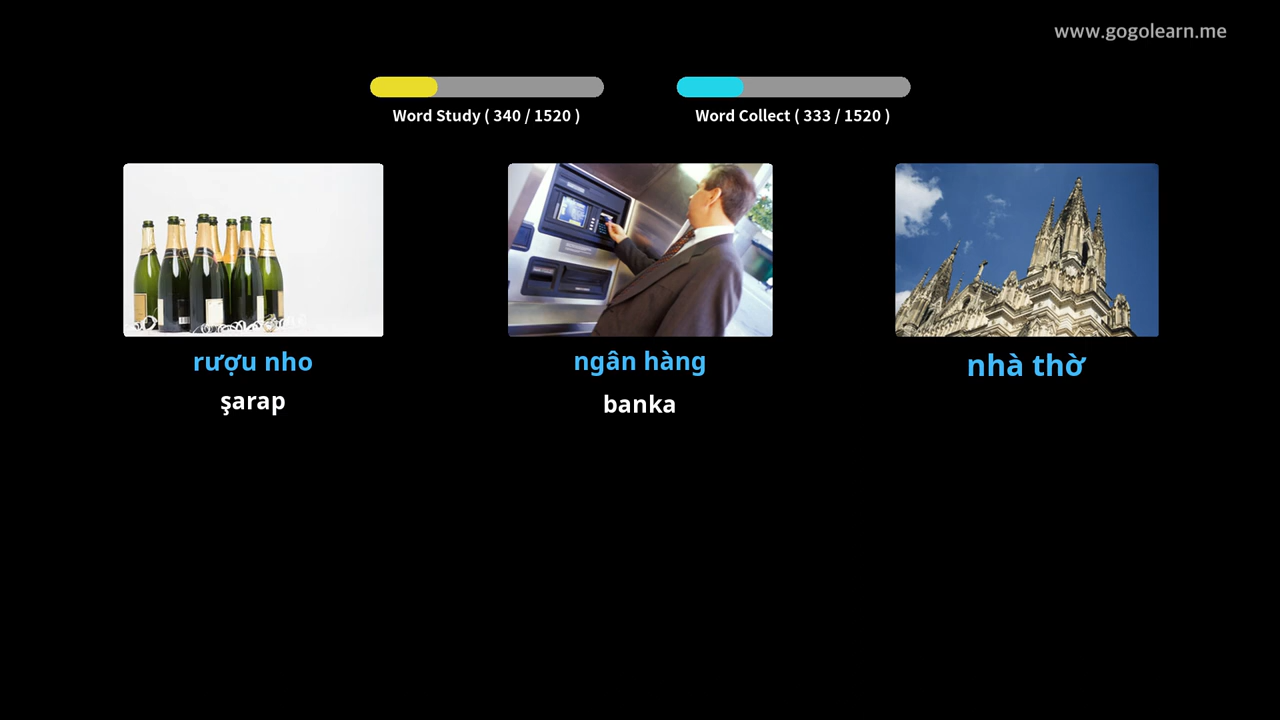 www.gogolearn.me
Word Study ( 340 / 1520 )
Word Collect ( 333 / 1520 )
rượu nho
ngân hàng
nhà thờ
şarap
banka